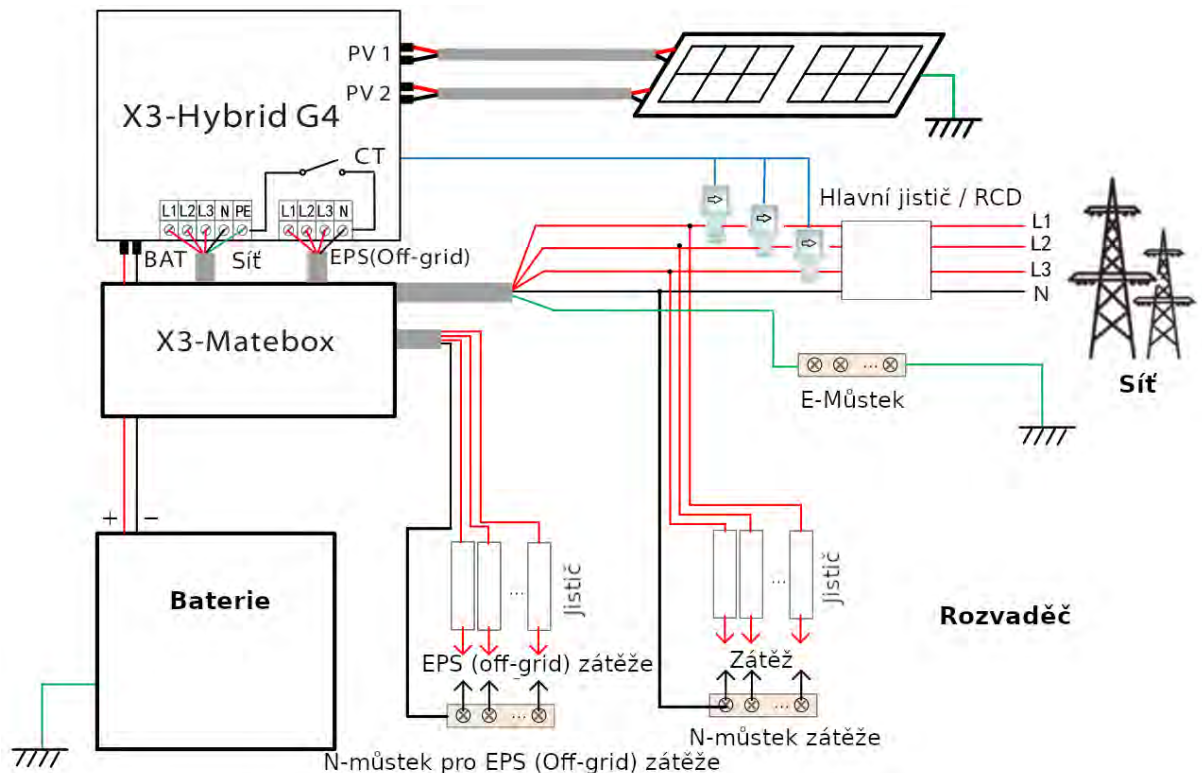 PV 1
PV 2
X3-Hybrid G4
CT
L1 L2 L3 N PE
L1 L2 L3 N
BAT
Síť
EPS(Off-grid)
Hlavní jistič / RCD
L1
L2
L3
N
X3-Matebox
E-Můstek
Síť
+ −
Baterie
...
Jistič
...
Jistič
Rozvaděč
EPS (off-grid) zátěže
Zátěž
...
...
N-můstek zátěže
N-můstek pro EPS (Off-grid) zátěže